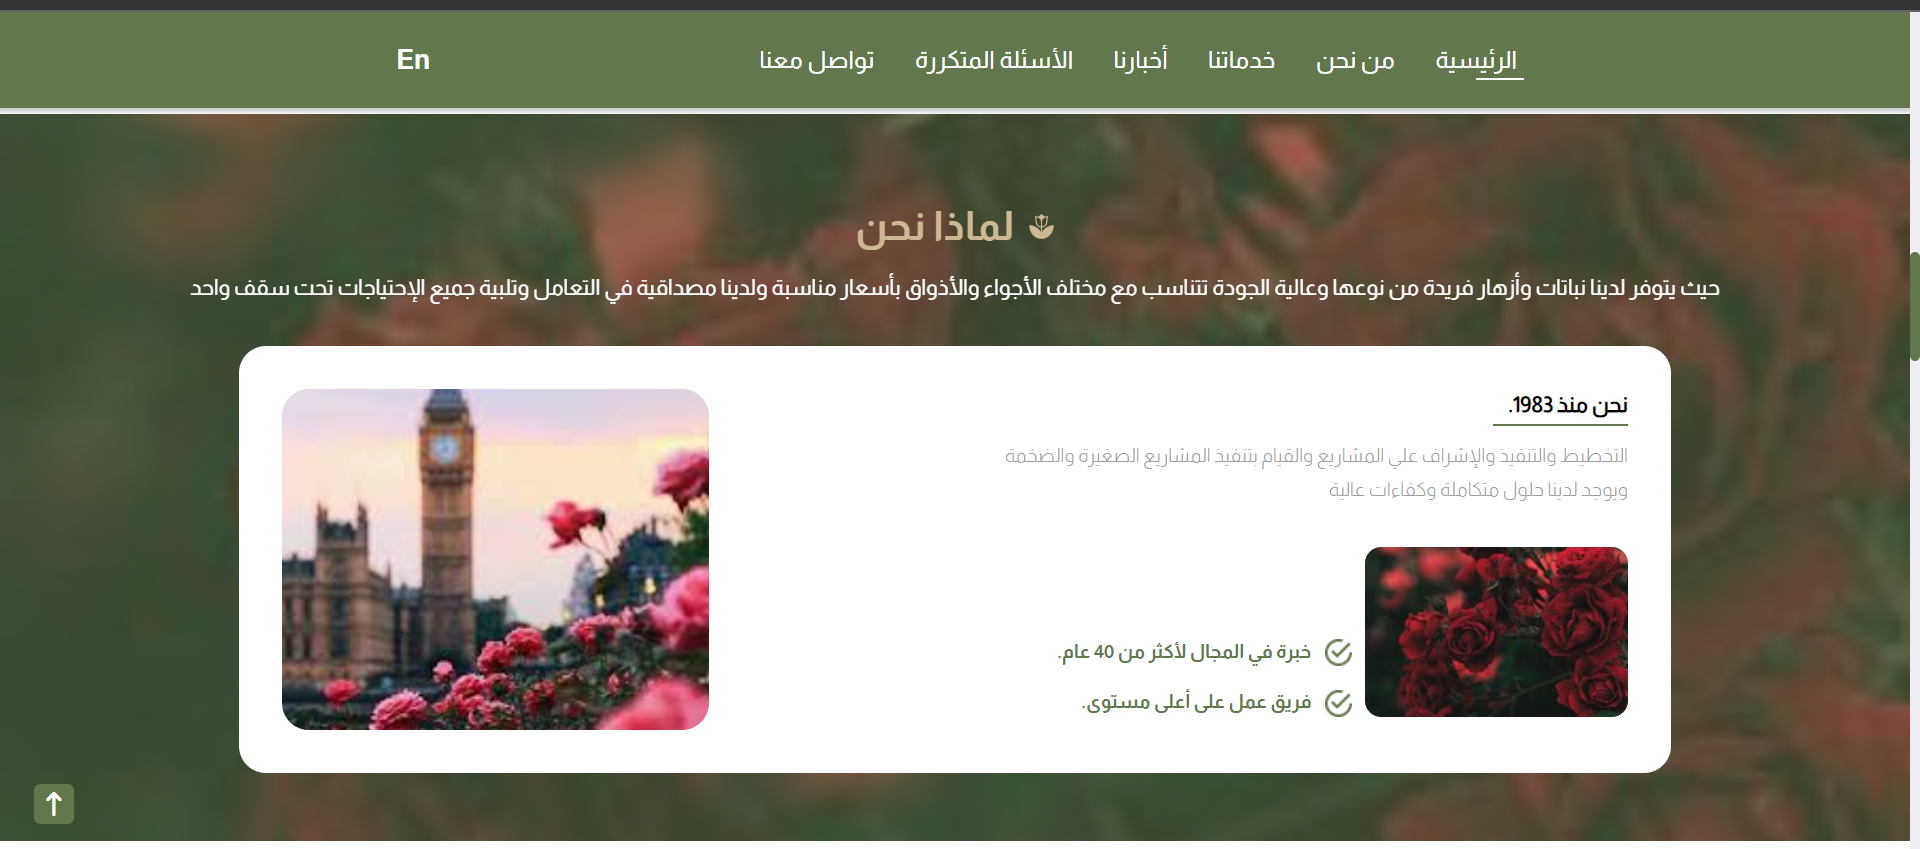 الرئيسية
من نحن
خدماتنا
أخبارنا
الأسئلة المتكررة
تواصل معنا
En
لماذا نحن
حيث يتوفر لدينا نباتات وأزهار فريدة من نوعها وعالية الجودة تتناسب مع مختلف الأجواء والأذواق بأسعار مناسبة ولدينا مصداقية في التعامل وتلبية جميع الإحتياجات تحت سقف واحد
نحن منذ 1983.
التخطيط والتنفيذ والإشراف علي المشاريع والقيام بتنفيذ المشاريع الصغيرة والضخمة
ويوجد لدينا حلول متكاملة وكفاءات عالية
خبرة في المجال لأكثر من 40 عام.
فريق عمل على أعلى مستوى.